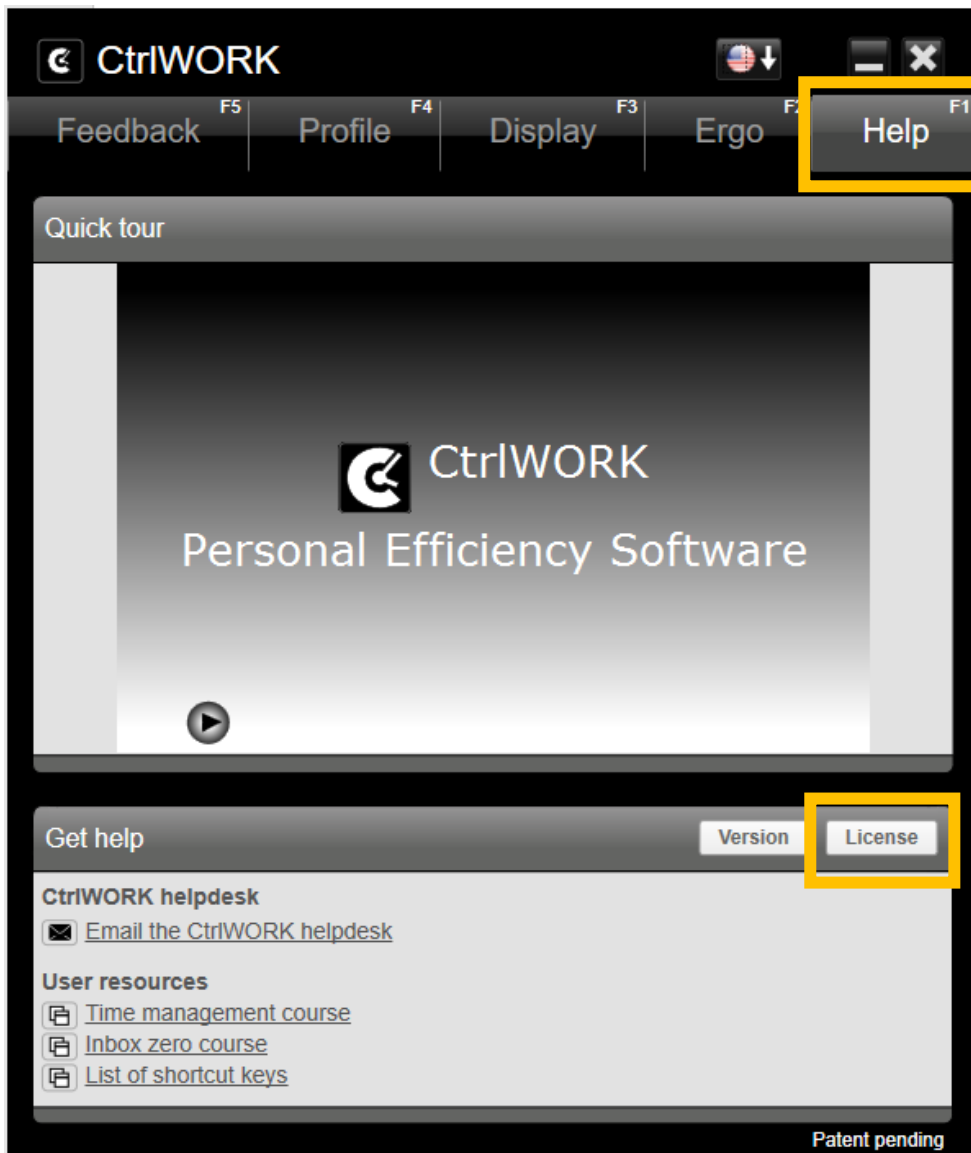 CtrlWORK
F5 F4 F3 F2 F1
Feedback Profile Display Ergo Help
Quick tour
CtrlWORK
Personal Efficiency Software
Get help Version License
CtrlWORK helpdesk
Email the CtrlWORK helpdesk
User resources
Time management course
Inbox zero course
List of shortcut keys
Patent pending